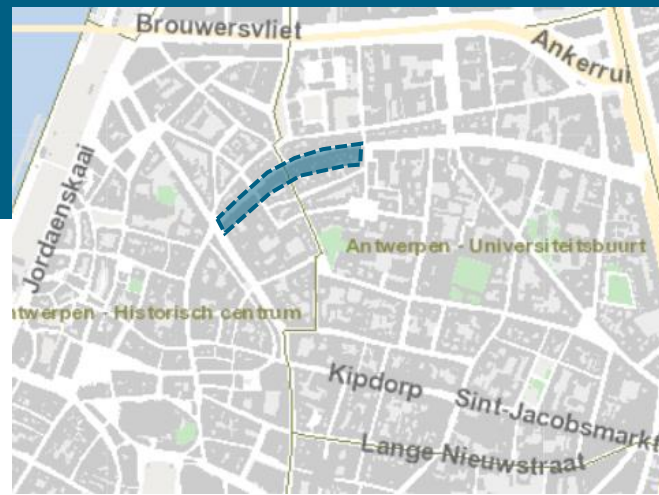 Brouwersvliet
Ankerrui
Jordaenskaai
Antwerpen - Universiteitsbuurt
ntwerpen - Historisch centrum
Kipdorp
Sint-Jacobsmarkt
Lange Nieuwstraat